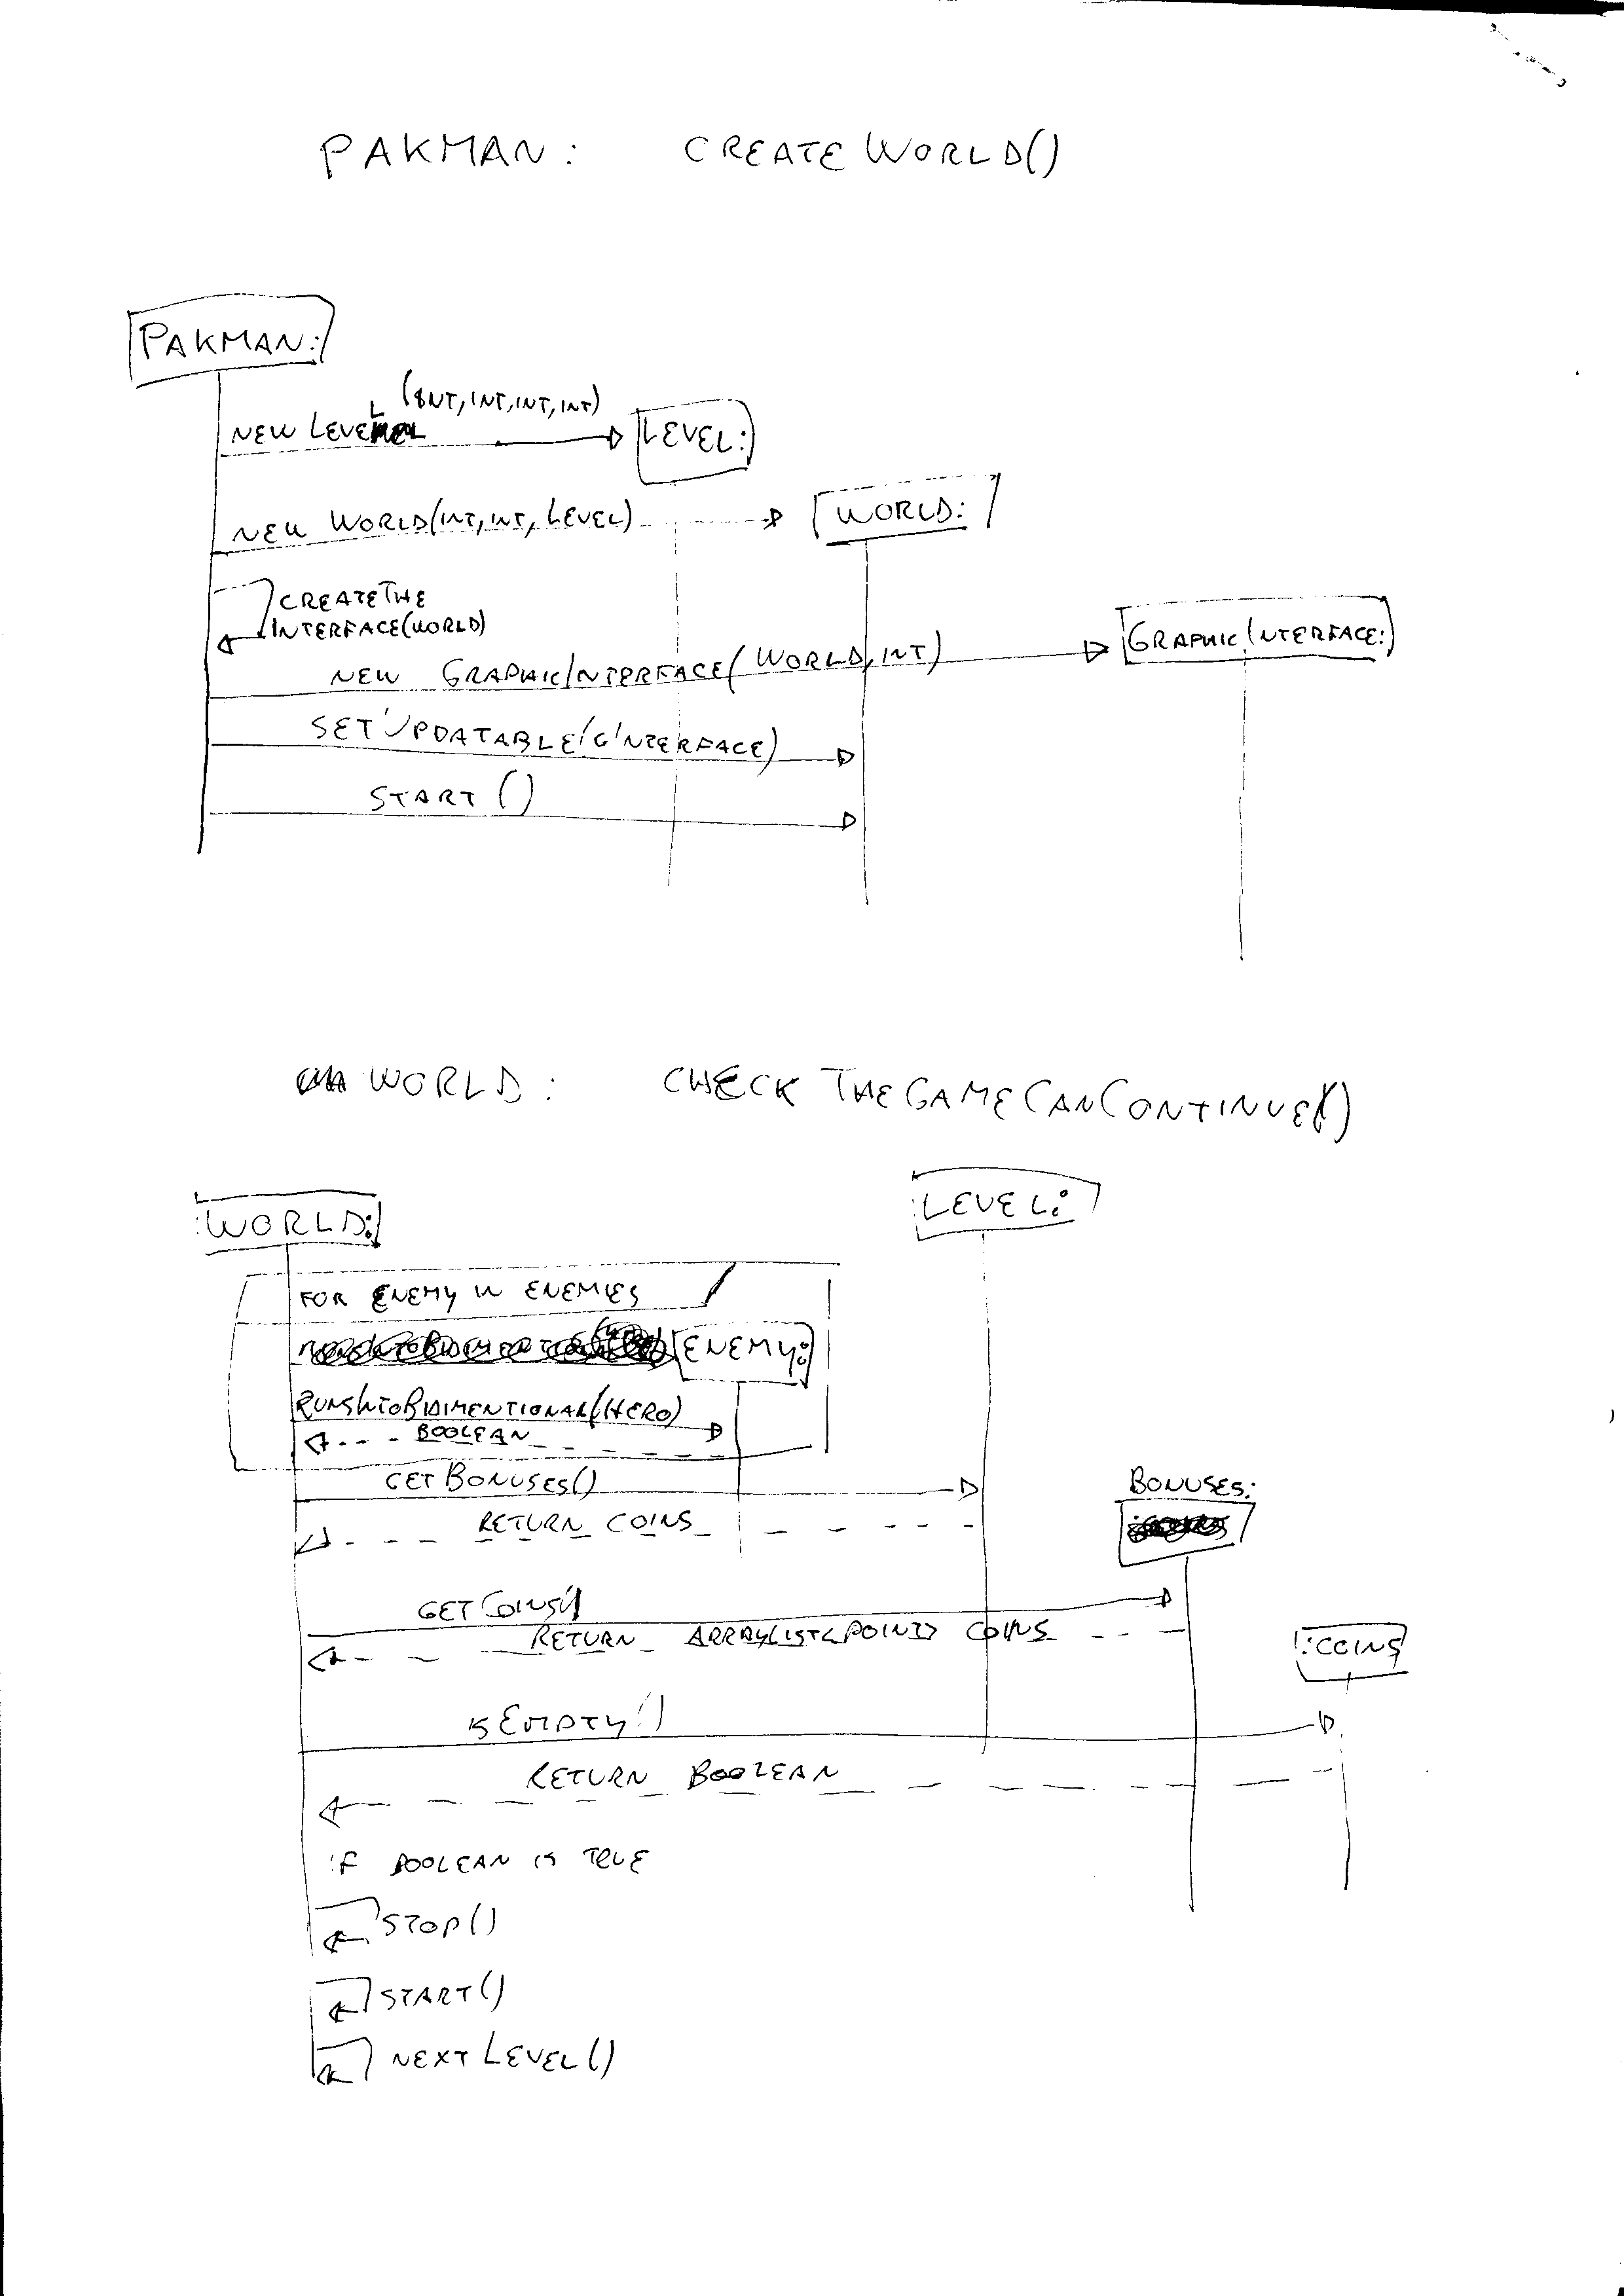 PAKMAN: CREATEWORLD()
PAKMAN:
(INT,INT,INT,INT)
NEW LEVEL
LEVEL:
NEW WORLD(INT,INT,LEVEL)
WORLD:
CREATETHE
INTERFACE(WORLD)
GRAPHICINTERFACE:
NEW GRAPHICINTERFACE(WORLD,INT)
SETUPDATABLE(GINTERFACE)
START()
WORLD: CHECKTHEGAMECANCONTINUE()
WORLD:
LEVEL:
FOR ENEMY IN ENEMIES
ENEMY:
RUNSINTOBIDIMENTIONAL(HERO)
BOOLEAN
GETBONUSES()
BONUSES:
RETURN COINS
GETCOINS()
RETURN ARRAYLIST<POINT> COINS
:COINS
ISEMPTY()
RETURN BOOLEAN
IF BOOLEAN IS TRUE
STOP()
START()
NEXTLEVEL()